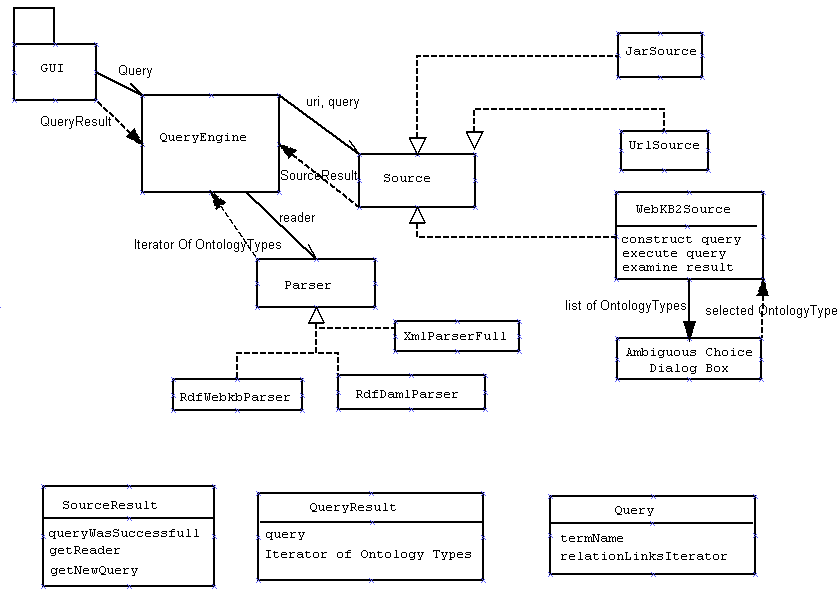 JarSource
GUI
Query
uri, query
QueryResult
QueryEngine
UrlSource
SourceResult
Source
WebKB2Source
reader
construct query
Iterator Of OntologyTypes
execute query
examine result
Parser
list of OntologyTypes
selected OntologyType
XmlParserFull
Ambiguous Choice
Dialog Box
RdfWebkbParser
RdfDamlParser
SourceResult
queryWasSuccessfull
getReader
getNewQuery
QueryResult
query
Iterator of Ontology Types
Query
termName
relationLinksIterator